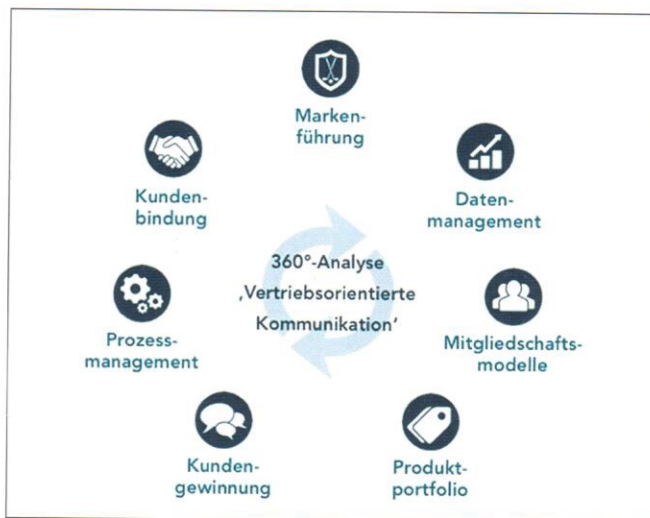 Marken-
führung
Daten-
management
Mitgliedschafts-
modelle
Produkt-
portfolio
Kunden-
gewinnung
Prozess-
management
Kunden-
bindung
360°-Analyse
‚Vertriebsorientierte
Kommunikation‘